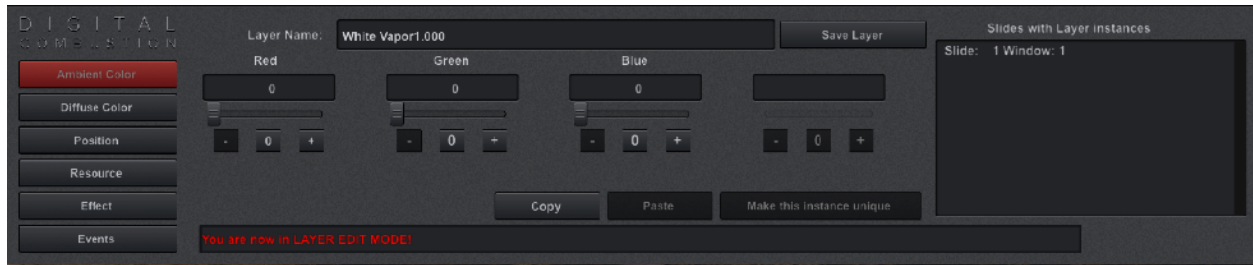 DIGITAL
COMBUSTION
Layer Name: White Vapor1.000 Save Layer
Slides with Layer instances
Slide: 1 Window: 1
Red Green Blue
0 0 0
- 0 + - 0 + - 0 + - 0 +
Ambient Color
Diffuse Color
Position
Resource
Effect
Events
Copy Paste Make this instance unique
You are now in LAYER EDIT MODE!